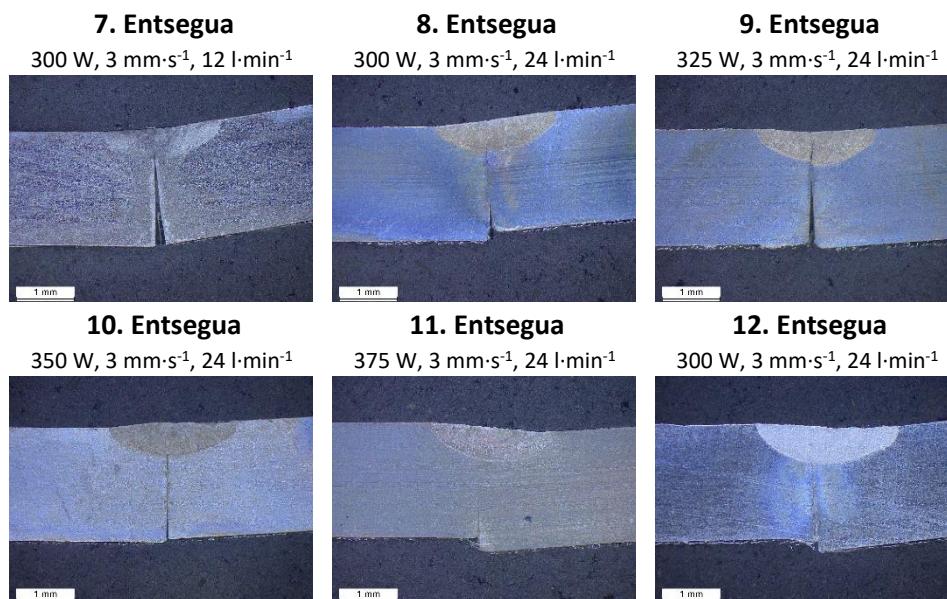 7. Entsegua
300 W, 3 mm·s⁻¹, 12 l·min⁻¹
8. Entsegua
300 W, 3 mm·s⁻¹, 24 l·min⁻¹
9. Entsegua
325 W, 3 mm·s⁻¹, 24 l·min⁻¹
1 mm
1 mm
1 mm
10. Entsegua
350 W, 3 mm·s⁻¹, 24 l·min⁻¹
11. Entsegua
375 W, 3 mm·s⁻¹, 24 l·min⁻¹
12. Entsegua
300 W, 3 mm·s⁻¹, 24 l·min⁻¹
1 mm
1 mm
1 mm